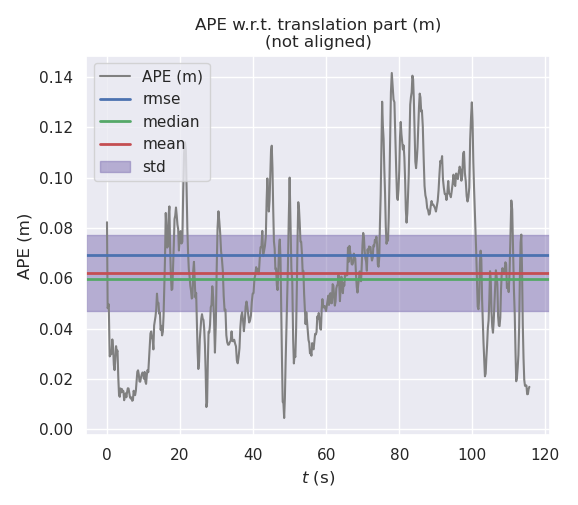 APE w.r.t. translation part (m)
(not aligned)
APE (m)
0.14
0.12
0.10
0.08
0.06
0.04
0.02
0.00
APE (m)
rmse
median
mean
std
0 20 40 60 80 100 120
t (s)